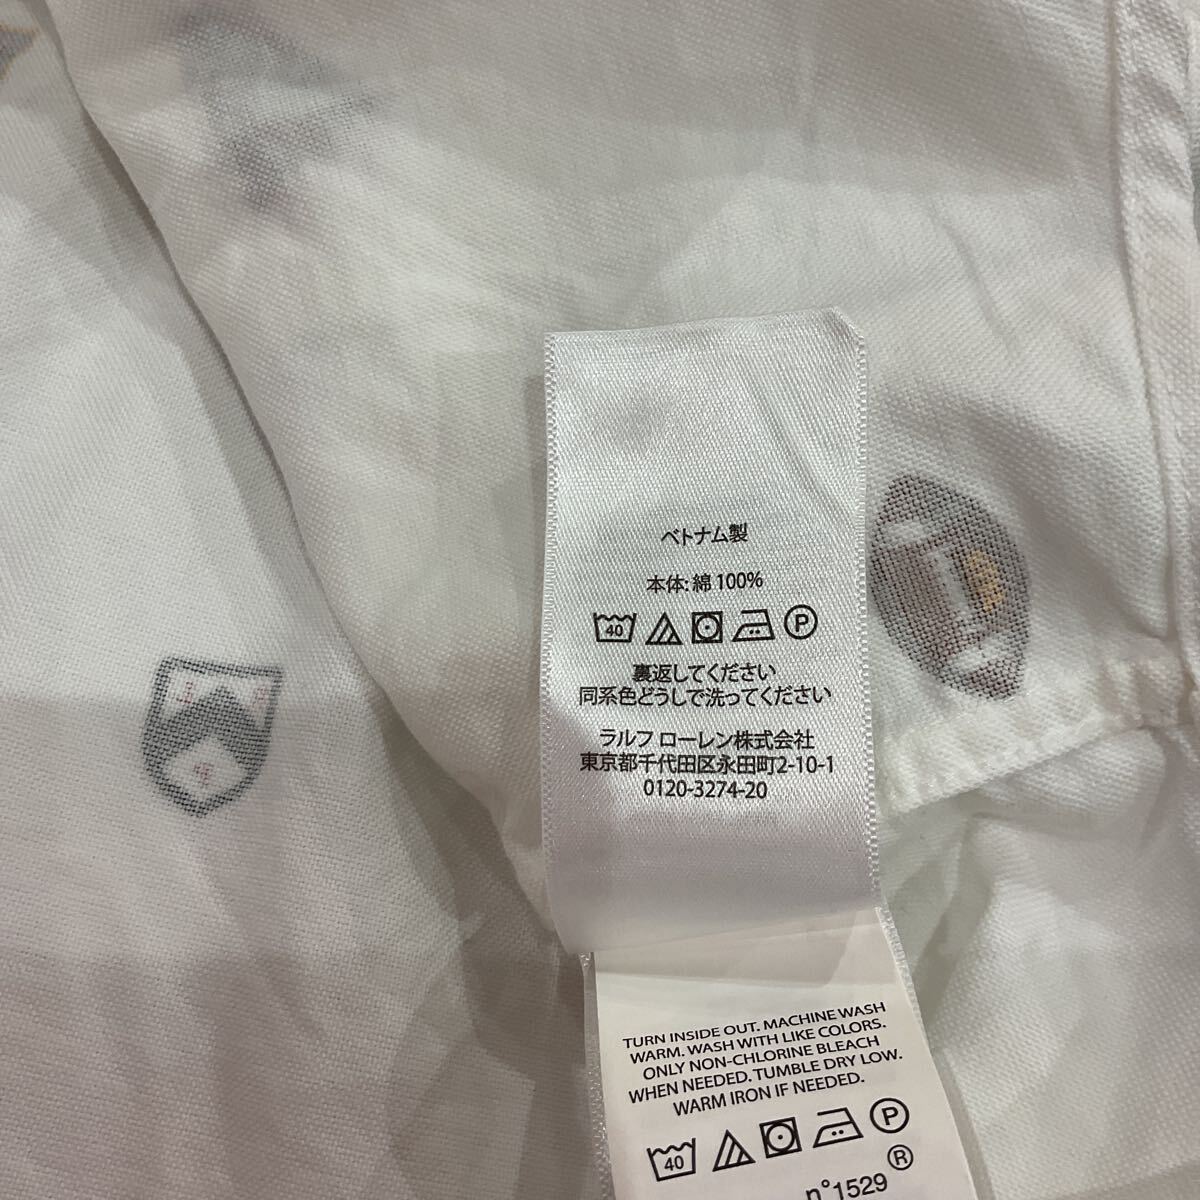 ベトナム製
本体: 綿 100%
40 P
裏返してください
同系色どうしで洗ってください
ラルフ ローレン株式会社
東京都千代田区永田町2-10-1
0120-3274-20
TURN INSIDE OUT. MACHINE WASH
WARM. WASH WITH LIKE COLORS.
ONLY NON-CHLORINE BLEACH
WHEN NEEDED. TUMBLE DRY LOW.
WARM IRON IF NEEDED.
40 P
n°1529 ®